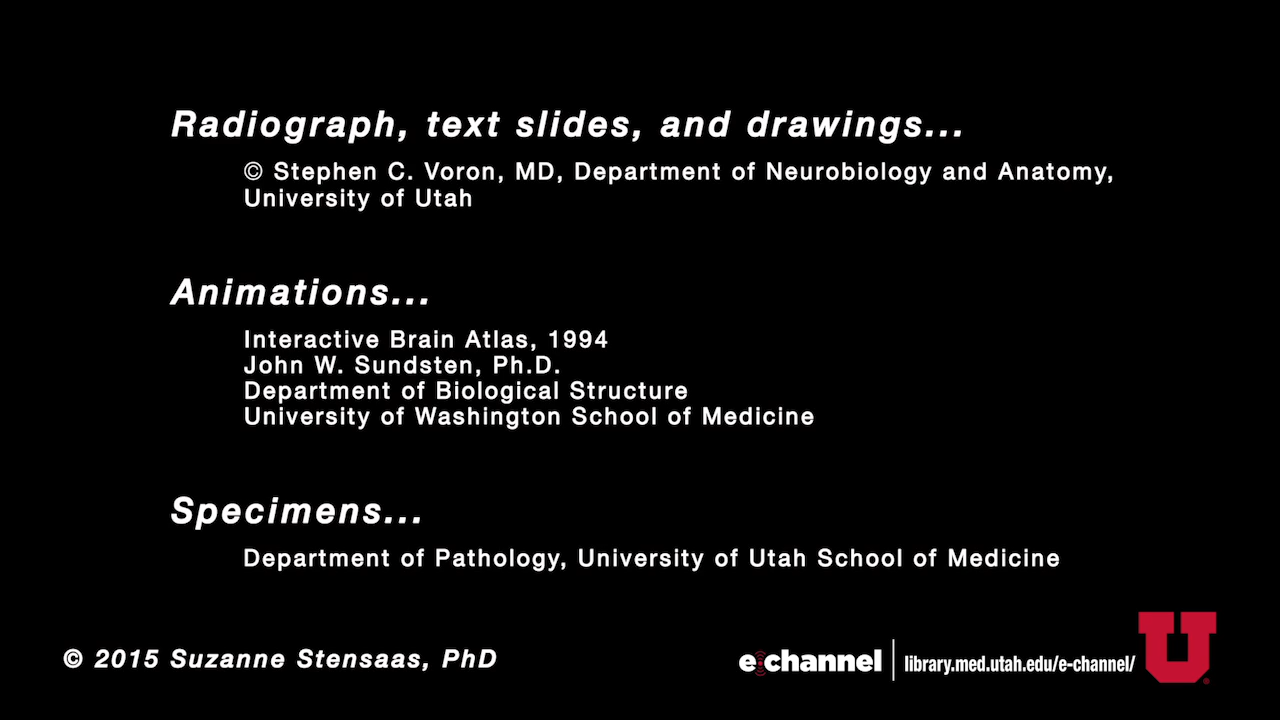 Radiograph, text slides, and drawings...
© Stephen C. Voron, MD, Department of Neurobiology and Anatomy,
University of Utah
Animations...
Interactive Brain Atlas, 1994
John W. Sundsten, Ph.D.
Department of Biological Structure
University of Washington School of Medicine
Specimens...
Department of Pathology, University of Utah School of Medicine
© 2015 Suzanne Stensaas, PhD
e channel | library.med.utah.edu/e-channel/
U®